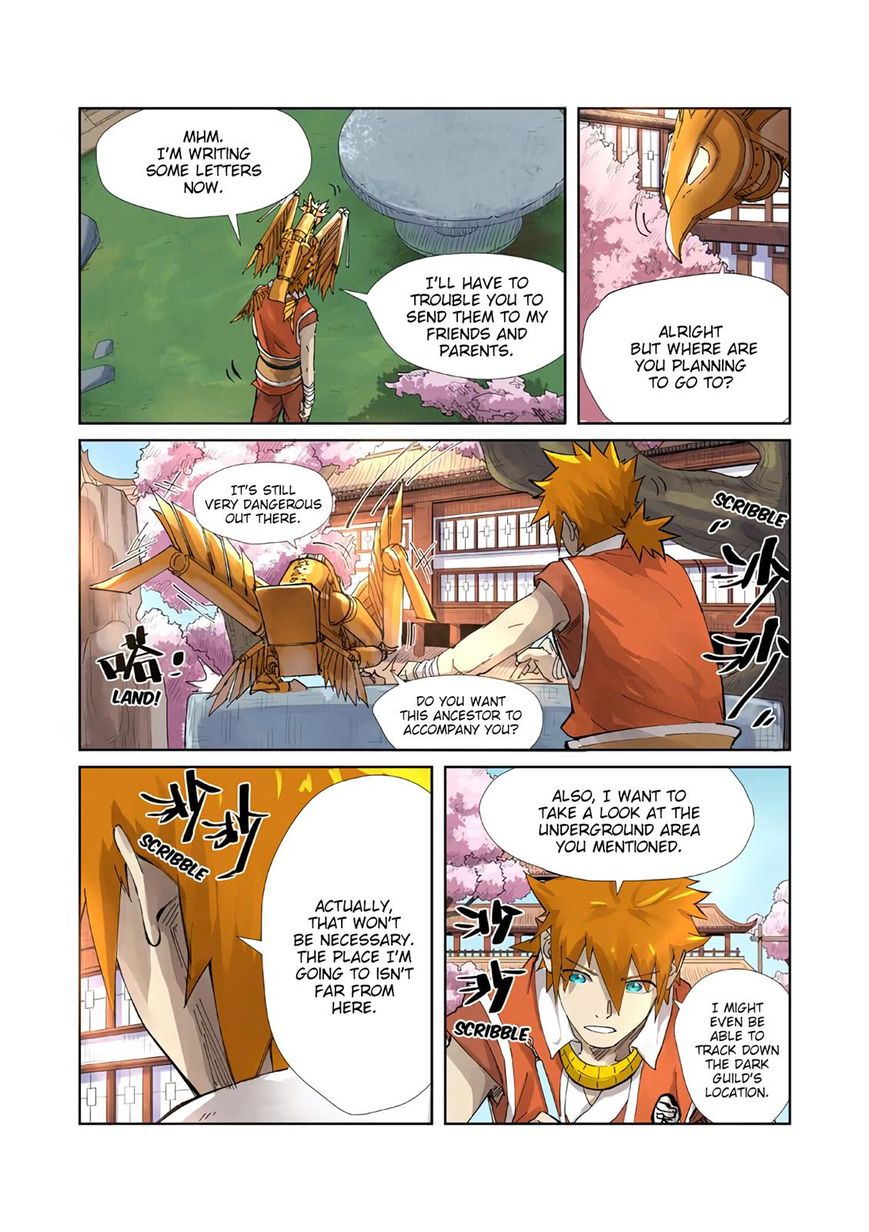 MHM.
I'M WRITING
SOME LETTERS
NOW.
I'LL HAVE TO
TROUBLE YOU TO
SEND THEM TO MY
FRIENDS AND
PARENTS.
ALRIGHT
BUT WHERE ARE
YOU PLANNING
TO GO TO?
IT'S STILL
VERY DANGEROUS
OUT THERE.
SCRIBBLE
沙
沙
嗒
LAND!
DO YOU WANT
THIS ANCESTOR TO
ACCOMPANY YOU?
SCRIBBLE
ACTUALLY,
THAT WON'T
BE NECESSARY.
THE PLACE I'M
GOING TO ISN'T
FAR FROM
HERE.
ALSO, I WANT TO
TAKE A LOOK AT THE
UNDERGROUND AREA
YOU MENTIONED.
SCRIBBLE
I MIGHT
EVEN BE
ABLE TO
TRACK DOWN
THE DARK
GUILD'S
LOCATION.